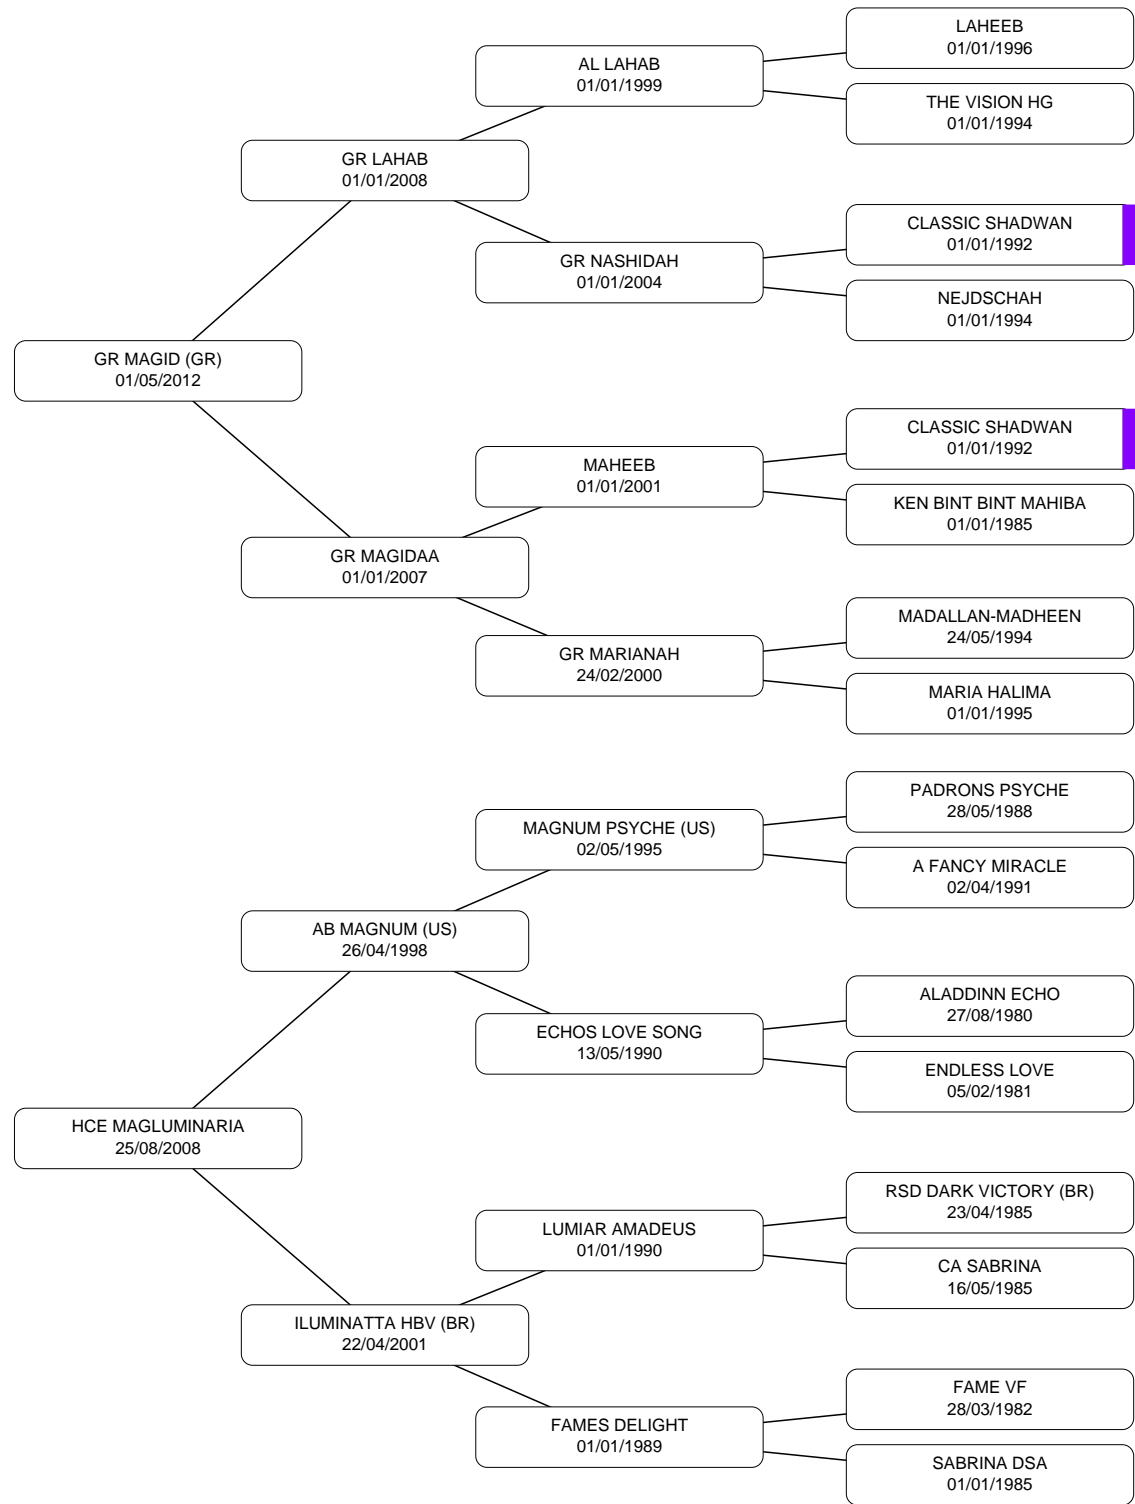 LAHEEB
01/01/1996
AL LAHAB
01/01/1999
THE VISION HG
01/01/1994
GR LAHAB
01/01/2008
CLASSIC SHADWAN
01/01/1992
GR NASHIDAH
01/01/2004
NEJDSCHAH
01/01/1994
GR MAGID (GR)
01/05/2012
CLASSIC SHADWAN
01/01/1992
MAHEEB
01/01/2001
KEN BINT BINT MAHIBA
01/01/1985
GR MAGIDAA
01/01/2007
MADALLAN-MADHEEN
24/05/1994
GR MARIANAH
24/02/2000
MARIA HALIMA
01/01/1995
PADRONS PSYCHE
28/05/1988
MAGNUM PSYCHE (US)
02/05/1995
A FANCY MIRACLE
02/04/1991
AB MAGNUM (US)
26/04/1998
ALADDINN ECHO
27/08/1980
ECHOS LOVE SONG
13/05/1990
ENDLESS LOVE
05/02/1981
HCE MAGLUMINARIA
25/08/2008
RSD DARK VICTORY (BR)
23/04/1985
LUMIAR AMADEUS
01/01/1990
CA SABRINA
16/05/1985
ILUMINATTA HBV (BR)
22/04/2001
FAME VF
28/03/1982
FAMES DELIGHT
01/01/1989
SABRINA DSA
01/01/1985